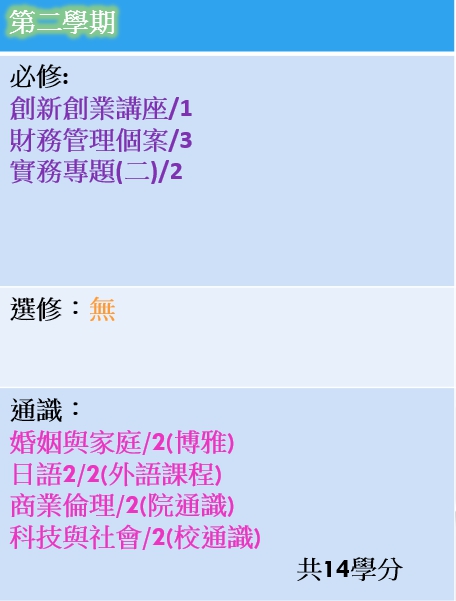 第二學期
必修:
創新創業講座/1
財務管理個案/3
實務專題(二)/2
選修：無
通識：
婚姻與家庭/2(博雅)
日語2/2(外語課程)
商業倫理/2(院通識)
科技與社會/2(校通識)
共14學分